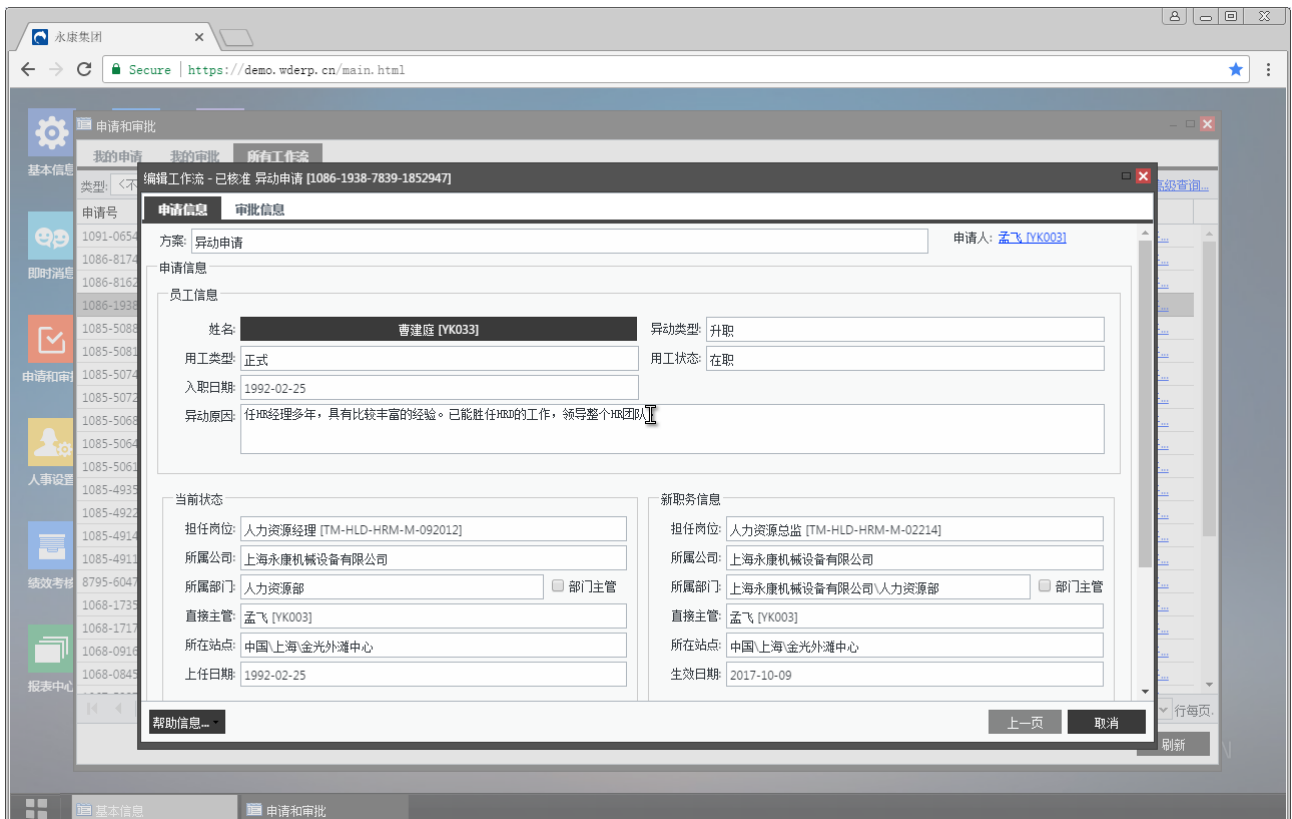 永康集团
Secure | https://demo.wderp.cn/main.html
申请和审批
我的申请 我的审批 所有工作流
基本信息
类型: <不
高级查询...
申请号
编辑工作流 - 已核准 异动申请 [1086-1938-7839-1852947]
申请信息 审批信息
方案: 异动申请 申请人: 孟飞 [YK003]
申请信息
员工信息
姓名: 曹建庭 [YK033] 异动类型: 升职
用工类型: 正式 用工状态: 在职
入职日期: 1992-02-25
异动原因: 任HR经理多年，具有比较丰富的经验。已能胜任HRD的工作，领导整个HR团队
当前状态 新职务信息
担任岗位: 人力资源经理 [TM-HLD-HRM-M-092012] 担任岗位: 人力资源总监 [TM-HLD-HRM-M-02214]
所属公司: 上海永康机械设备有限公司 所属公司: 上海永康机械设备有限公司
所属部门: 人力资源部 部门主管 所属部门: 上海永康机械设备有限公司\人力资源部 部门主管
直接主管: 孟飞 [YK003] 直接主管: 孟飞 [YK003]
所在站点: 中国\上海\金光外滩中心 所在站点: 中国\上海\金光外滩中心
上任日期: 1992-02-25 生效日期: 2017-10-09
帮助信息... 上一页 取消
1091-0654
1086-8174
1086-8162
1086-1938
1085-5088
1085-5081
1085-5074
1085-5072
1085-5068
1085-5064
1085-5061
1085-4935
1085-4922
1085-4914
1085-4911
8795-6047
1068-1735
1068-1717
1068-0916
1068-0845
即时消息
申请和审批
人事设置
绩效考核
报表中心
行每页.
刷新
基本信息 申请和审批